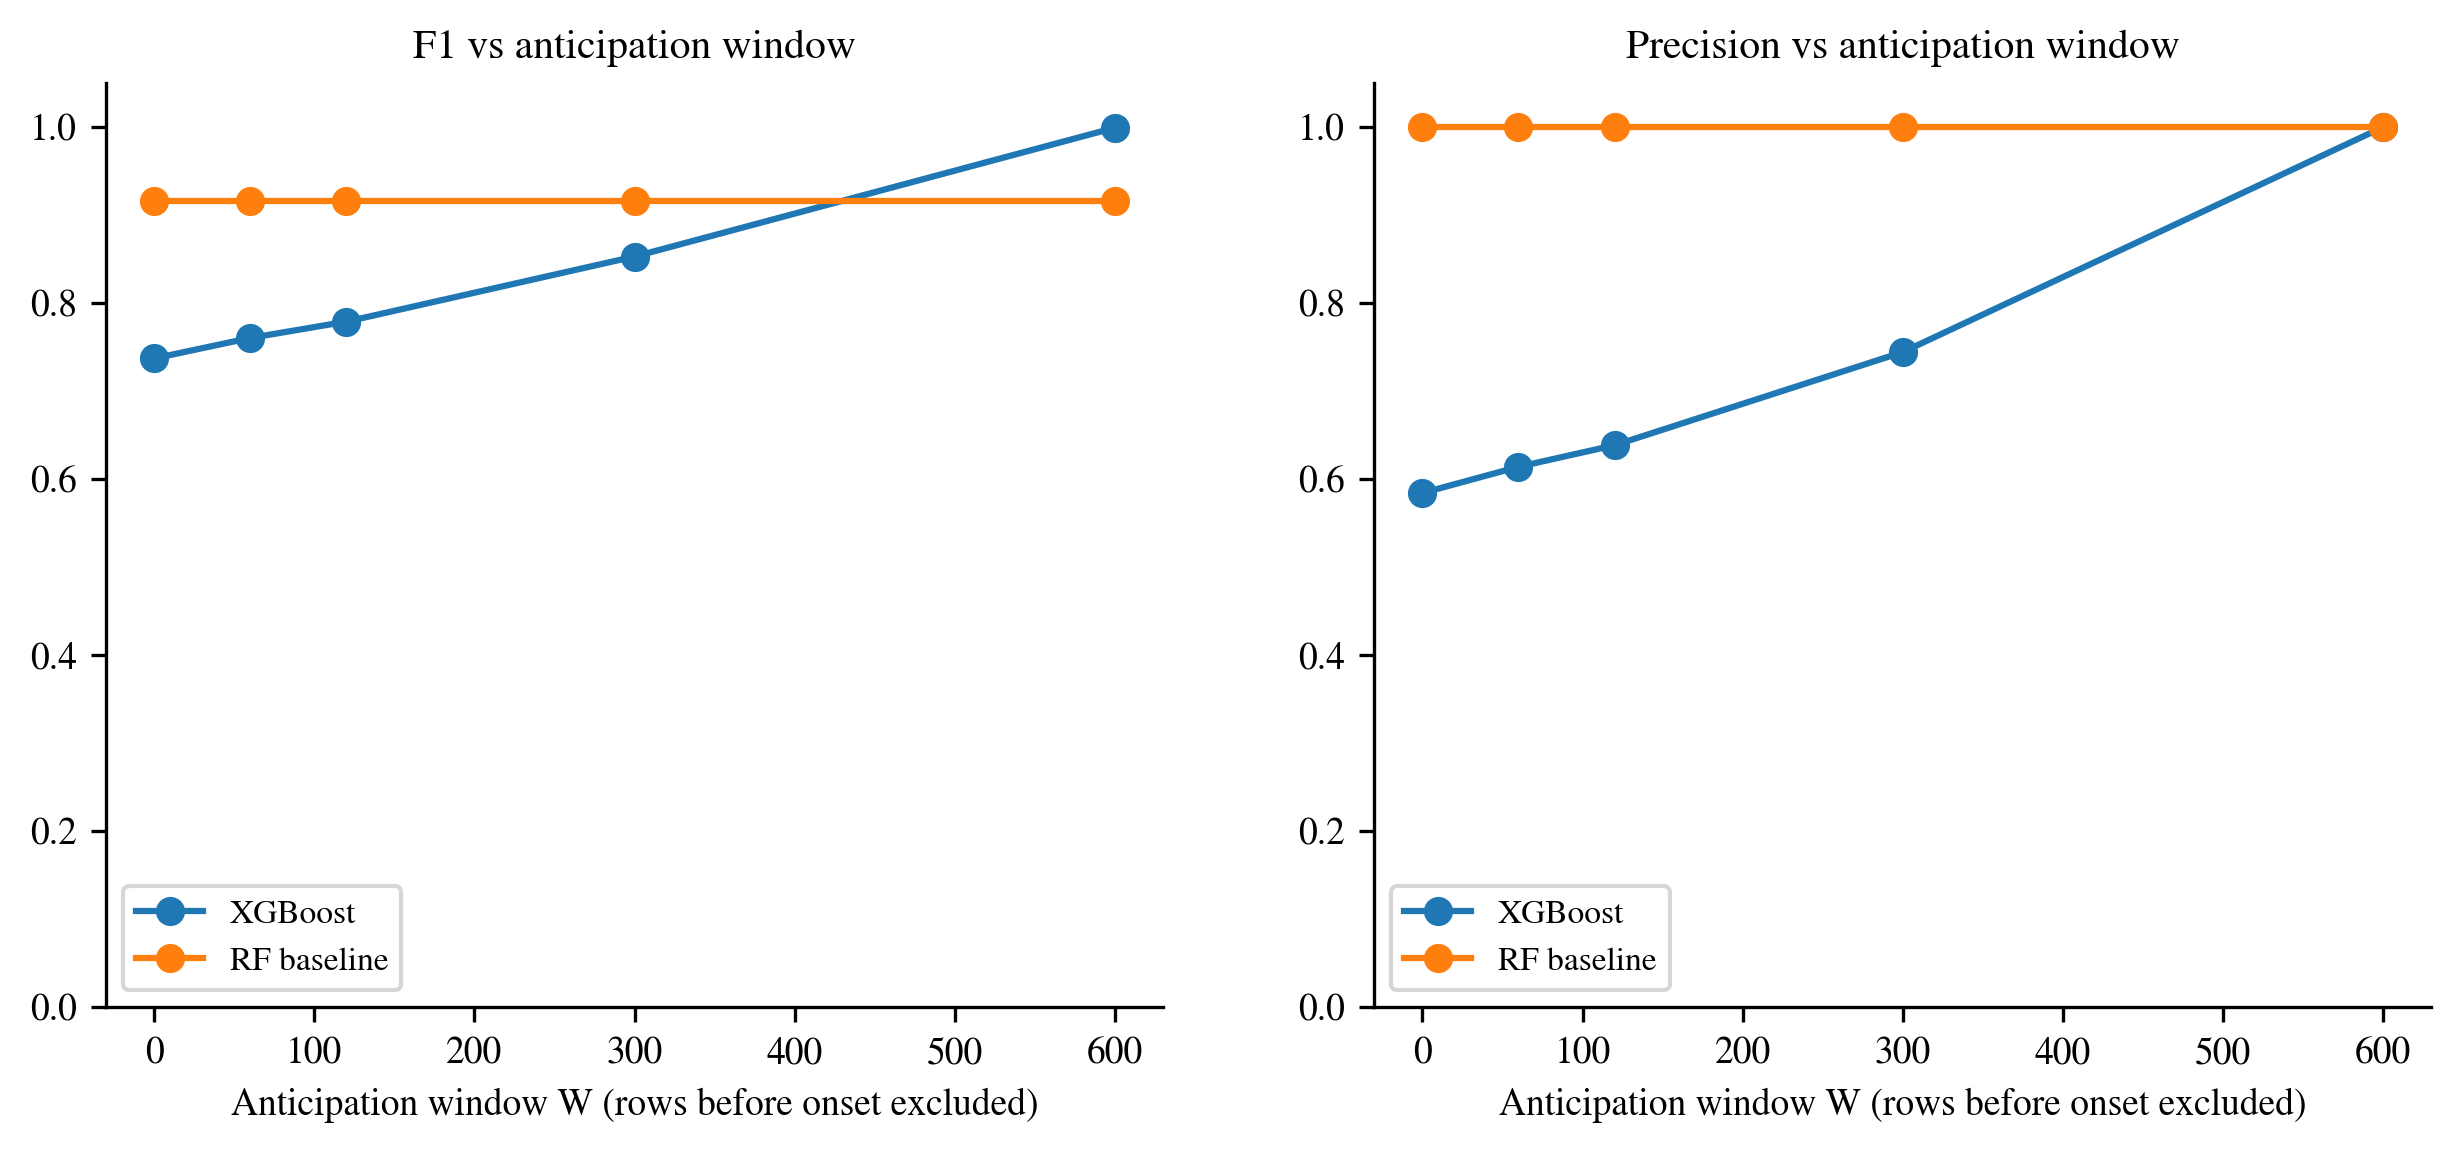 F1 vs anticipation window
1.0
0.8
0.6
0.4
0.2
0.0
XGBoost
RF baseline
0 100 200 300 400 500 600
Anticipation window W (rows before onset excluded)
Precision vs anticipation window
1.0
0.8
0.6
0.4
0.2
0.0
XGBoost
RF baseline
0 100 200 300 400 500 600
Anticipation window W (rows before onset excluded)